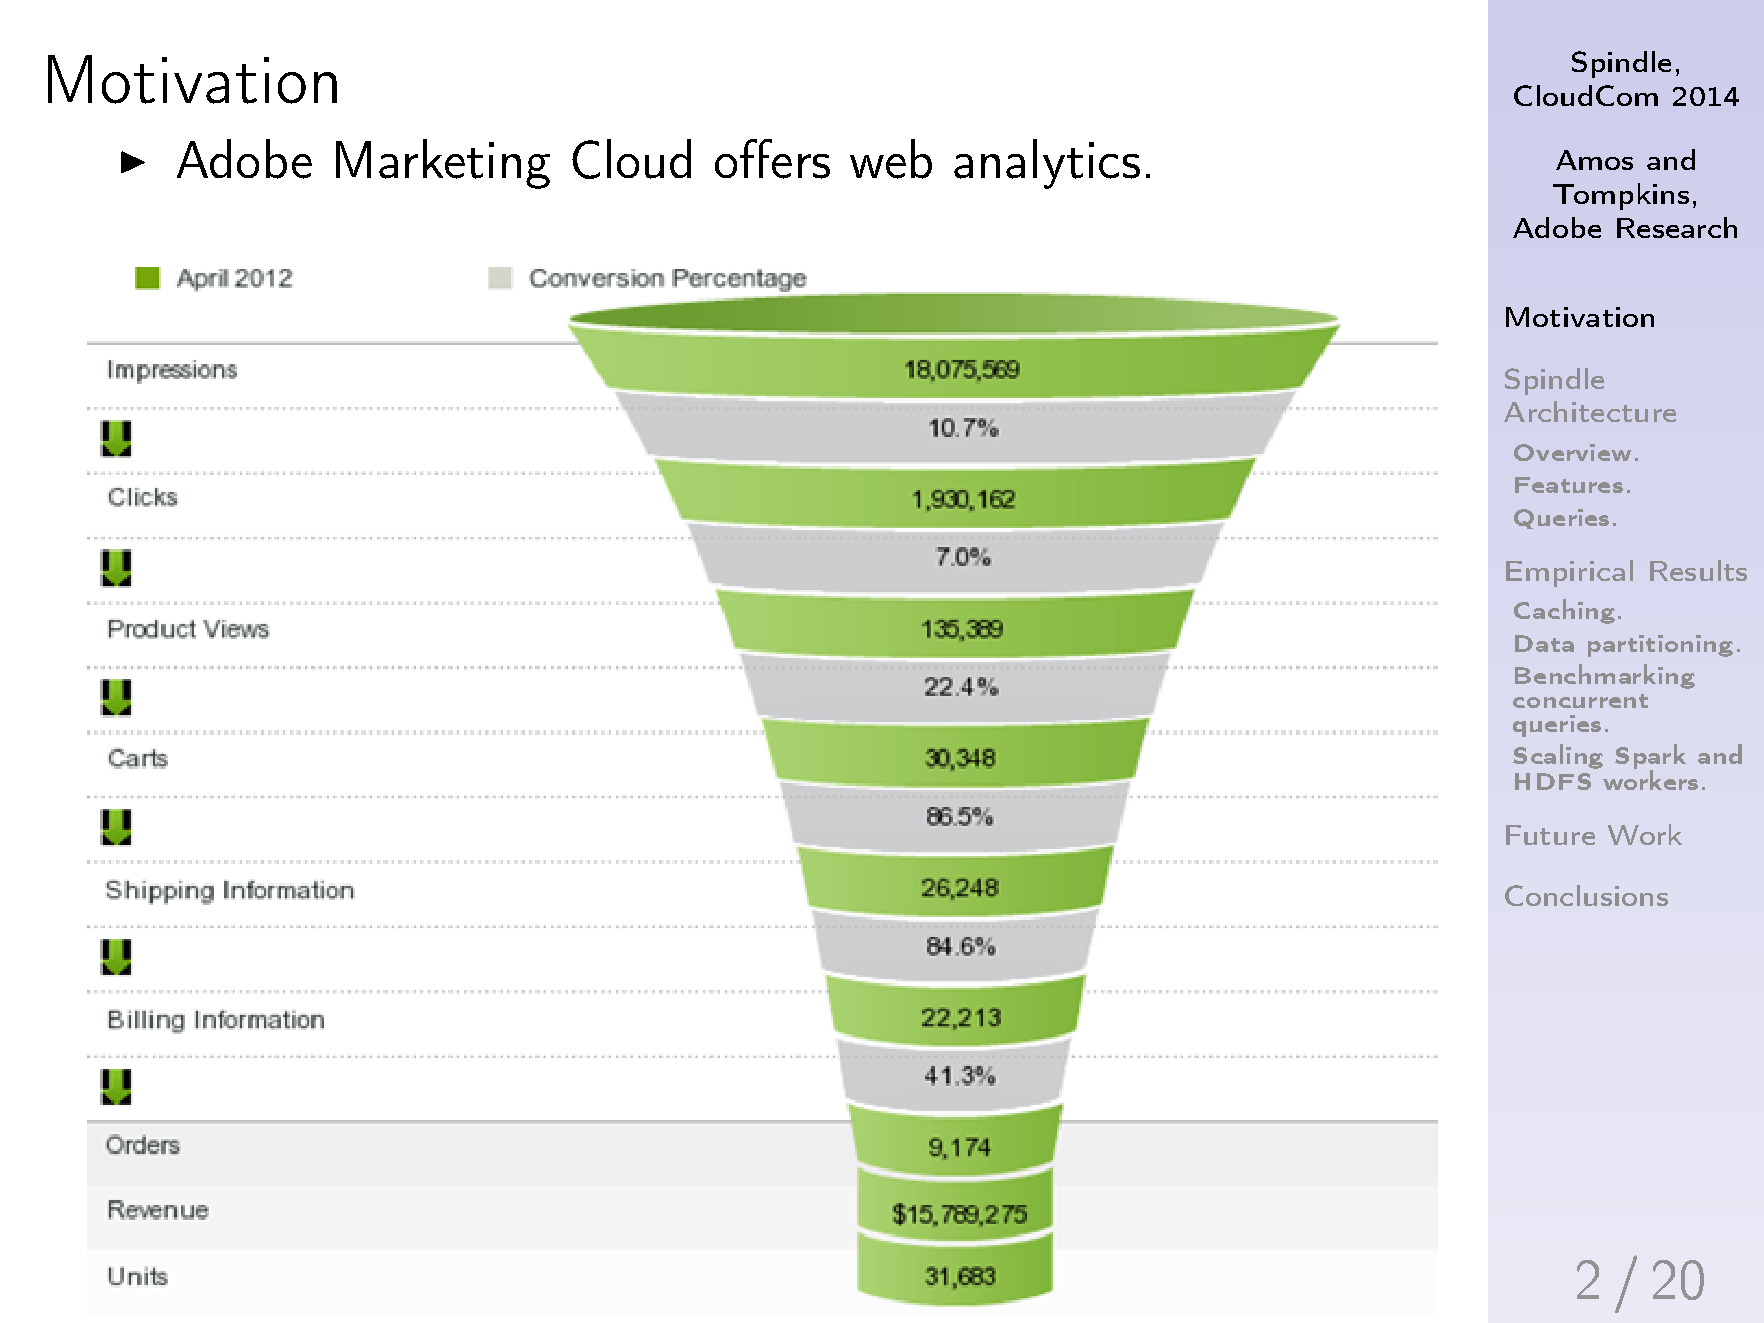 Motivation
▶ Adobe Marketing Cloud offers web analytics.
April 2012 Conversion Percentage
Impressions 18,075,569
10.7%
Clicks 1,930,162
7.0%
Product Views 135,389
22.4%
Carts 30,348
86.5%
Shipping Information 26,248
84.6%
Billing Information 22,213
41.3%
Orders 9,174
Revenue $15,789,275
Units 31,683
Spindle,
CloudCom 2014
Amos and
Tompkins,
Adobe Research
Motivation
Spindle
Architecture
Overview.
Features.
Queries.
Empirical Results
Caching.
Data partitioning.
Benchmarking
concurrent
queries.
Scaling Spark and
HDFS workers.
Future Work
Conclusions
2 / 20